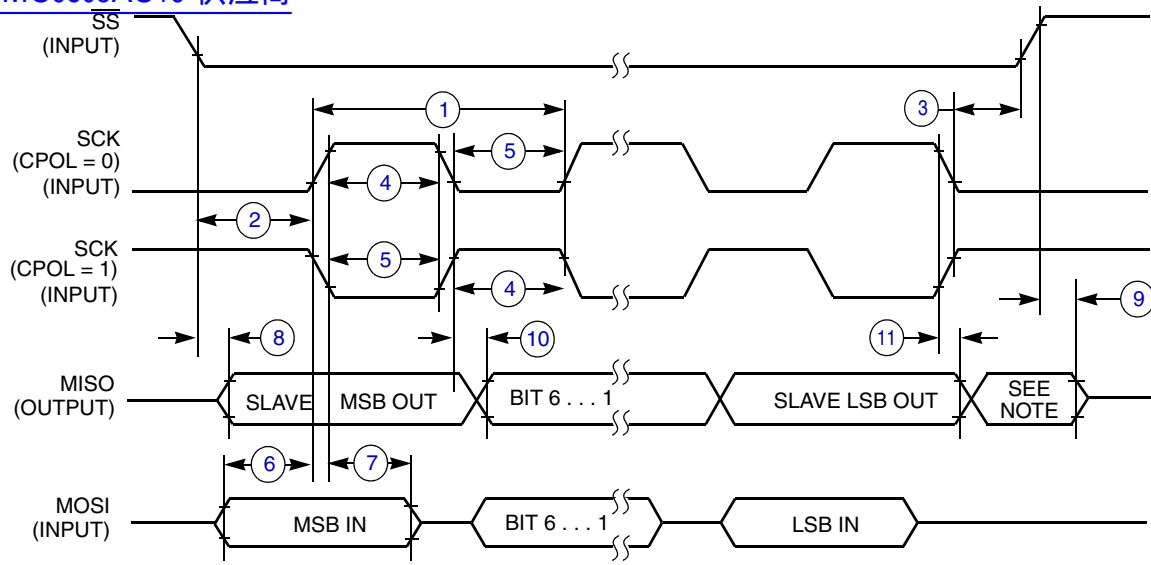 SS
(INPUT)
1
3
SCK
(CPOL = 0)
(INPUT)
5
4
2
SCK
(CPOL = 1)
(INPUT)
5
4
9
8
10
11
MISO
(OUTPUT)
SLAVE MSB OUT
BIT 6 . . . 1
SLAVE LSB OUT
SEE
NOTE
6
7
MOSI
(INPUT)
MSB IN
BIT 6 . . . 1
LSB IN